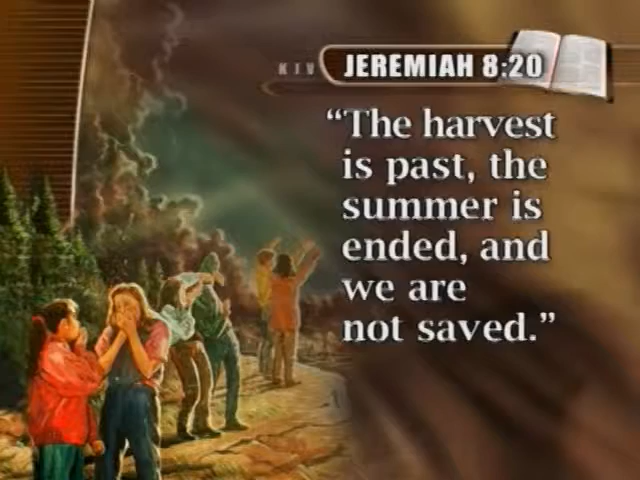 KJV JEREMIAH 8:20
“The harvest
is past, the
summer is
ended, and
we are
not saved.”